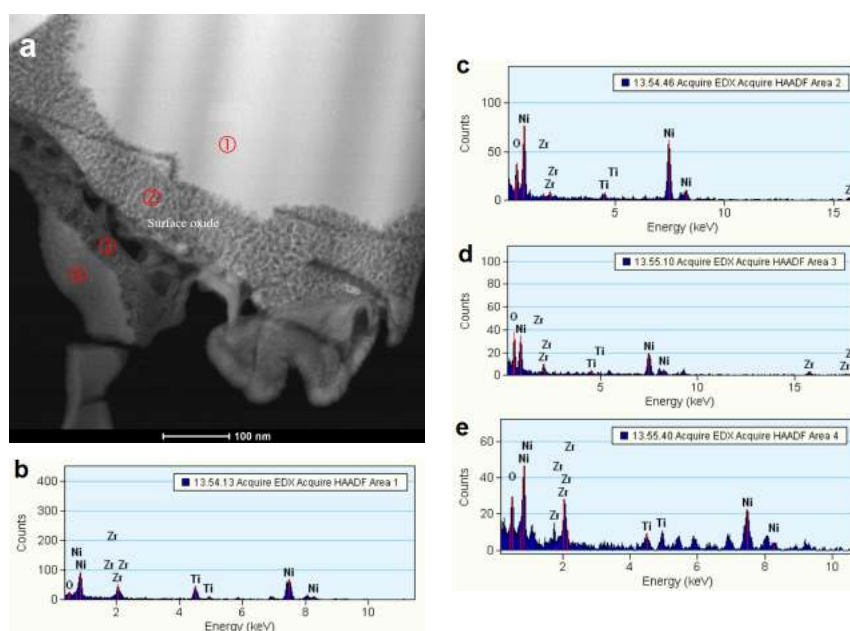 a
①
②
Surface oxide
③
④
100 nm
b
400
300
200
100
0
Counts
13.54.13 Acquire EDX Acquire HAADF Area 1
Ni
Ni
O
Zr
Zr Zr
Zr
Ti
Ti
Ni
Ni
2
4
6
8
10
Energy (keV)
c
100
50
0
Counts
13.54.46 Acquire EDX Acquire HAADF Area 2
Ni
O
Zr
Zr
Zr
Ti
Ti
Ni
Ni
5
10
15
Energy (keV)
d
100
80
60
40
20
0
Counts
13.55.10 Acquire EDX Acquire HAADF Area 3
O
Ni
Zr
Zr
Zr
Ti
Ti
Ni
Ni
Zr
Zr
5
10
15
Energy (keV)
e
60
40
20
0
Counts
13.55.40 Acquire EDX Acquire HAADF Area 4
Ni
Ni
O
Zr
Zr
Zr
Zr
Zr
Ti
Ti
Ni
Ni
2
4
6
8
10
Energy (keV)